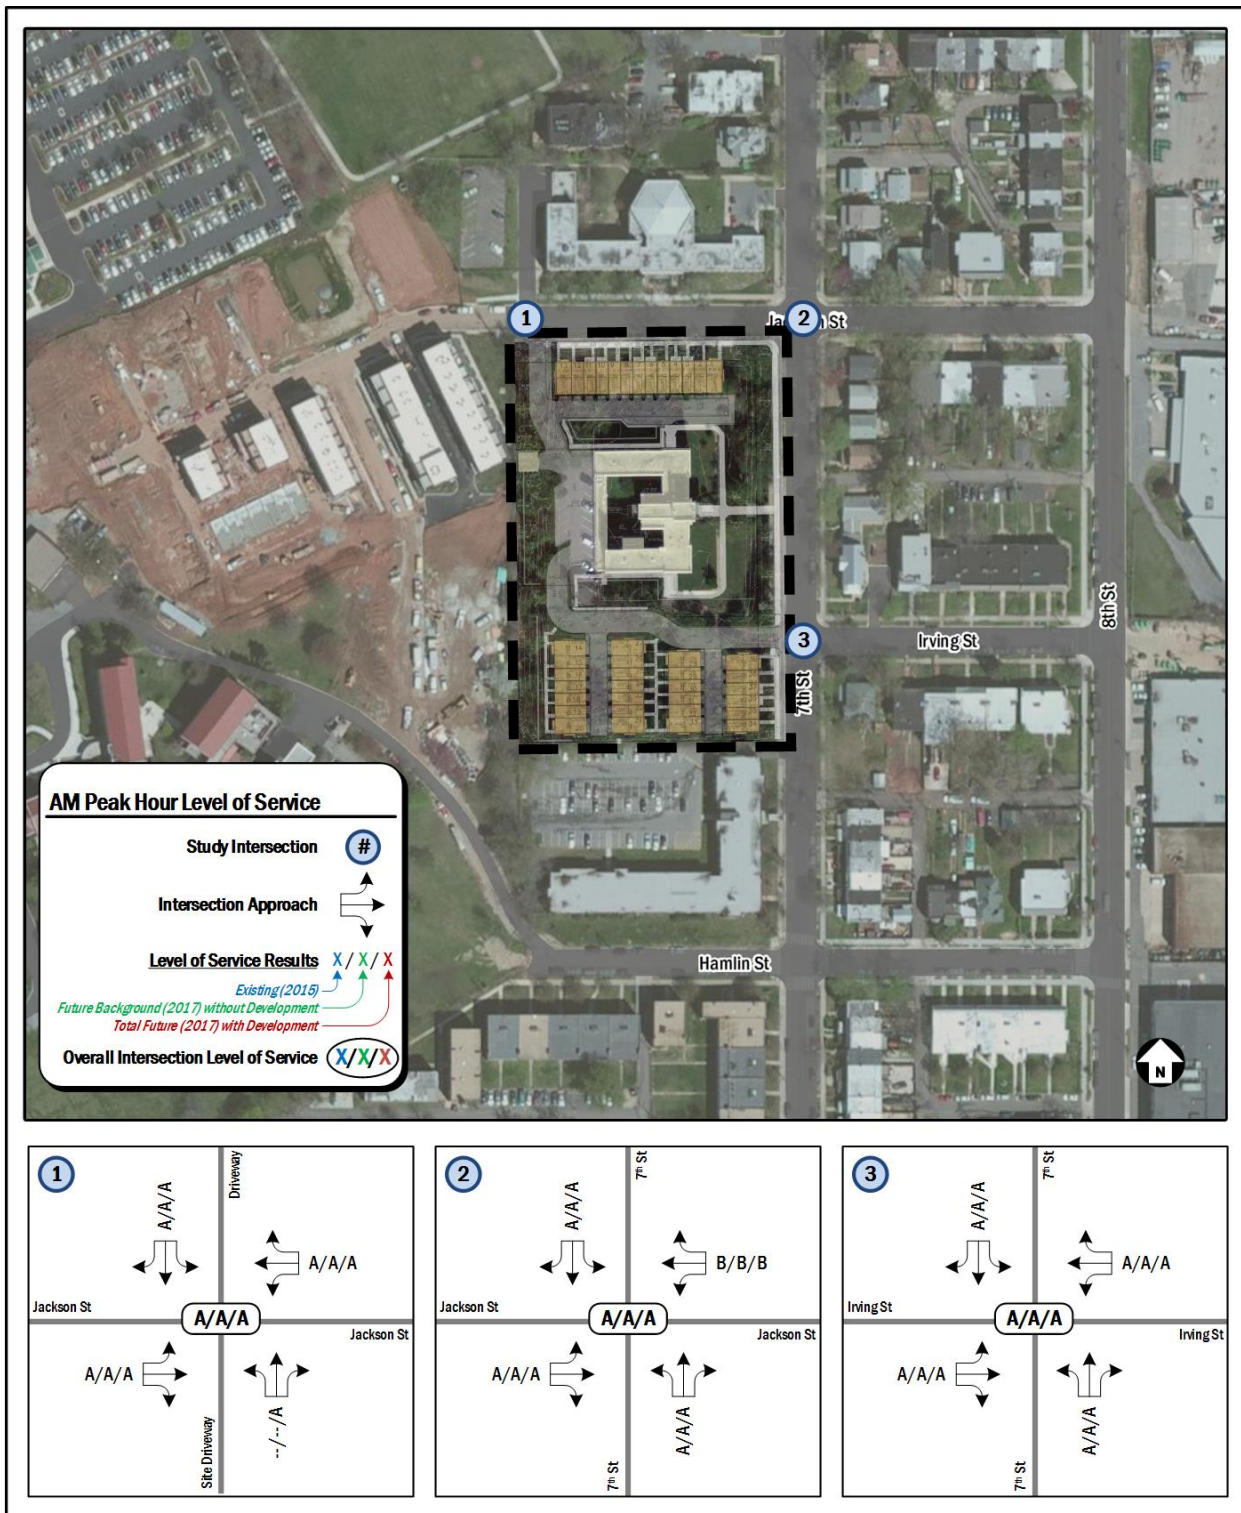 1
2
Jackson St
8th St
3
Irving St
7th St
AM Peak Hour Level of Service
Study Intersection #
Intersection Approach
Level of Service Results X / X / X
Existing (2015)
Future Background (2017) without Development
Total Future (2017) with Development
Overall Intersection Level of Service X/X/X
Hamlin St
N
1
Driveway
A/A/A
A/A/A
Jackson St
A/A/A
Jackson St
A/A/A
--/--/A
Site Driveway
2
7th St
A/A/A
B/B/B
Jackson St
A/A/A
Jackson St
A/A/A
A/A/A
7th St
3
7th St
A/A/A
A/A/A
Irving St
A/A/A
Irving St
A/A/A
A/A/A
7th St